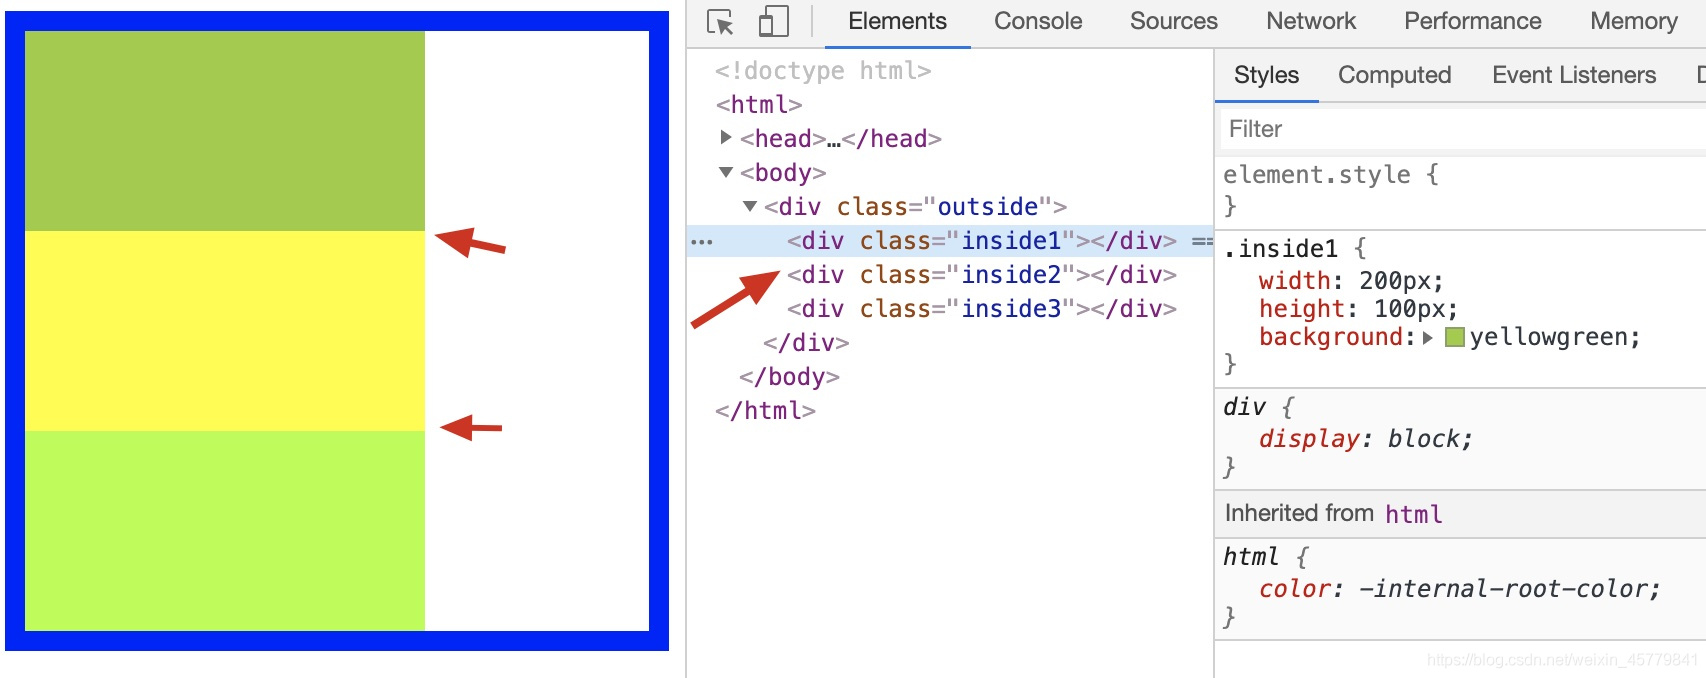 Elements Console Sources Network Performance Memory
<!doctype html>
<html>
<head>…</head>
<body>
<div class="outside">
… <div class="inside1"></div> ==
<div class="inside2"></div>
<div class="inside3"></div>
</div>
</body>
</html>
Styles Computed Event Listeners D
Filter
element.style {
}
.inside1 {
width: 200px;
height: 100px;
background: yellowgreen;
}
div {
display: block;
}
Inherited from html
html {
color: -internal-root-color;
}
https://blog.csdn.net/weixin_45779841